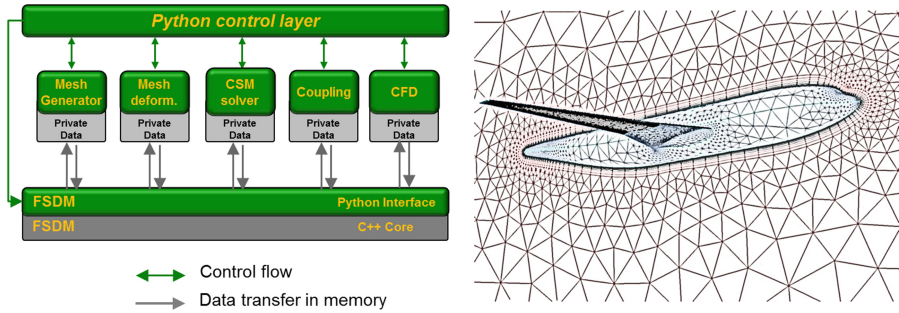 Python control layer
Mesh
Generator
Private
Data
Mesh
deform.
Private
Data
CSM
solver
Private
Data
Coupling
Private
Data
CFD
Private
Data
FSDM Python Interface
FSDM C++ Core
Control flow
Data transfer in memory